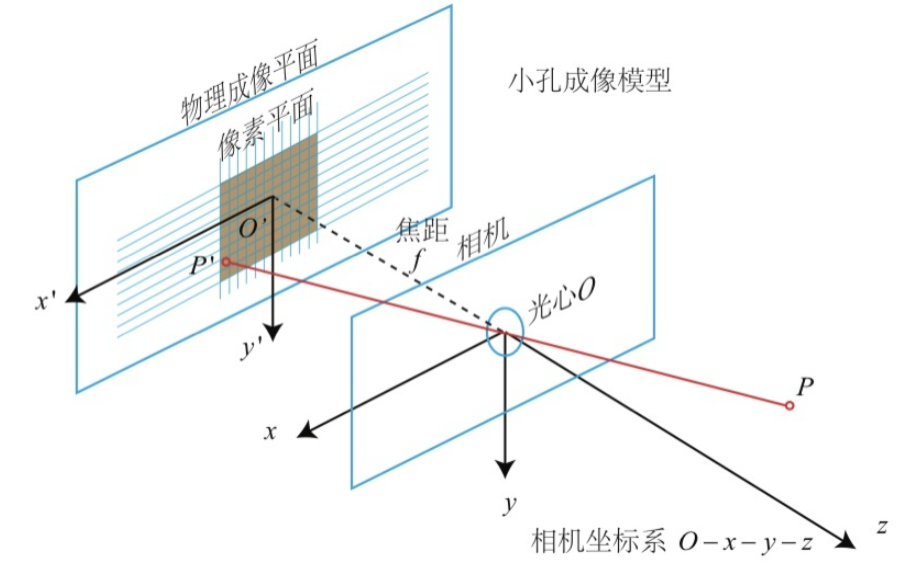 物理成像平面
小孔成像模型
像素平面
O'
焦距
f
相机
P'
光心O
x'
y'
P
x
y
z
相机坐标系 O－x－y－z